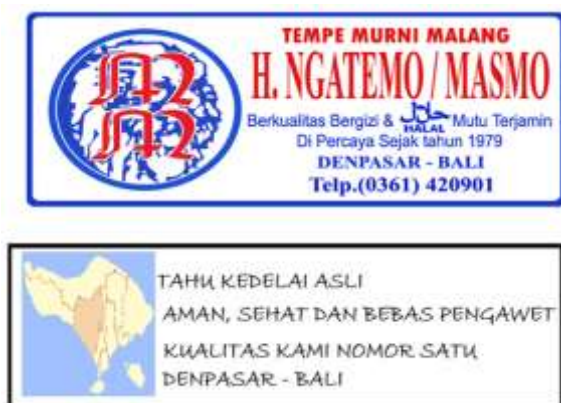 TEMPE MURNI MALANG
H. NGATEMO / MASMO
Berkualitas Bergizi & حلال HALAL Mutu Terjamin
Di Percaya Sejak tahun 1979
DENPASAR - BALI
Telp.(0361) 420901
TAHU KEDELAI ASLI
AMAN, SEHAT DAN BEBAS PENGAWET
KUALITAS KAMI NOMOR SATU
DENPASAR - BALI